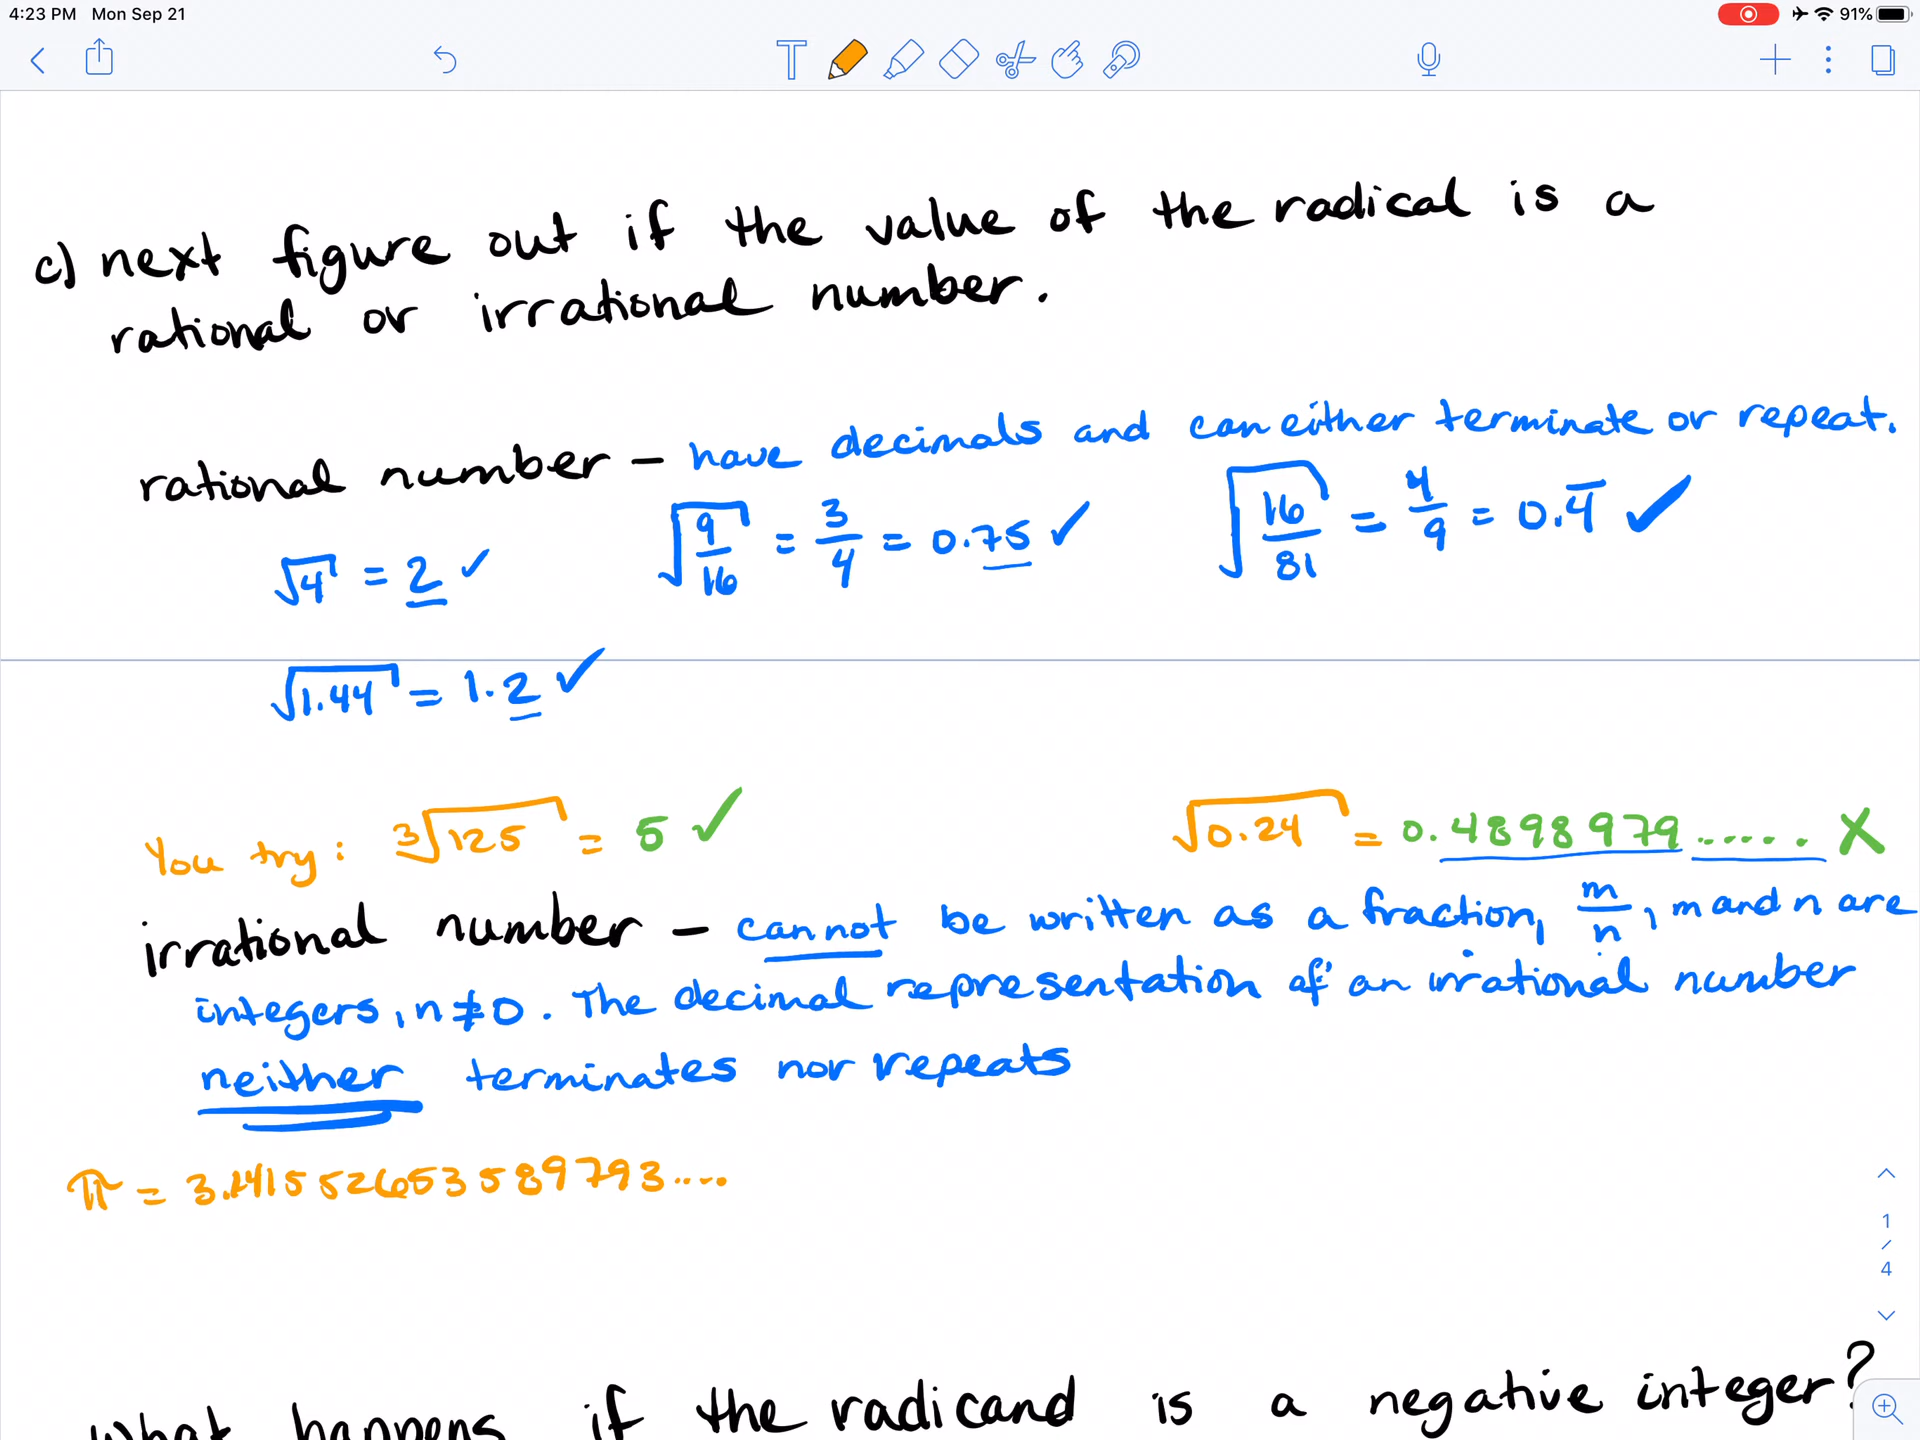 4:23 PM Mon Sep 21
91%
c) next figure out if the value of the radical is a
rational or irrational number.
rational number – have decimals and can either terminate or repeat.
√4 = 2 ✓
√9/16 = 3/4 = 0.75 ✓
√16/81 = 4/9 = 0.4̅ ✓
√1.44 = 1.2 ✓
You try: ³√125 = 5 ✓
√0.24 = 0.4898979...... X
irrational number – cannot be written as a fraction, m/n, m and n are
integers, n ≠ 0. The decimal representation of an irrational number
neither terminates nor repeats
π = 3.141552653589793....
1
/
4
What happens if the radicand is a negative integer?